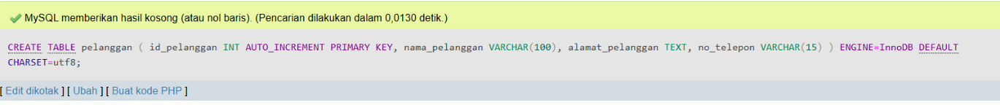 MySQL memberikan hasil kosong (atau nol baris). (Pencarian dilakukan dalam 0,0130 detik.)
CREATE TABLE pelanggan ( id_pelanggan INT AUTO_INCREMENT PRIMARY KEY, nama_pelanggan VARCHAR(100), alamat_pelanggan TEXT, no_telepon VARCHAR(15) ) ENGINE=InnoDB DEFAULT
CHARSET=utf8;
[ Edit dikotak ] [ Ubah ] [ Buat kode PHP ]